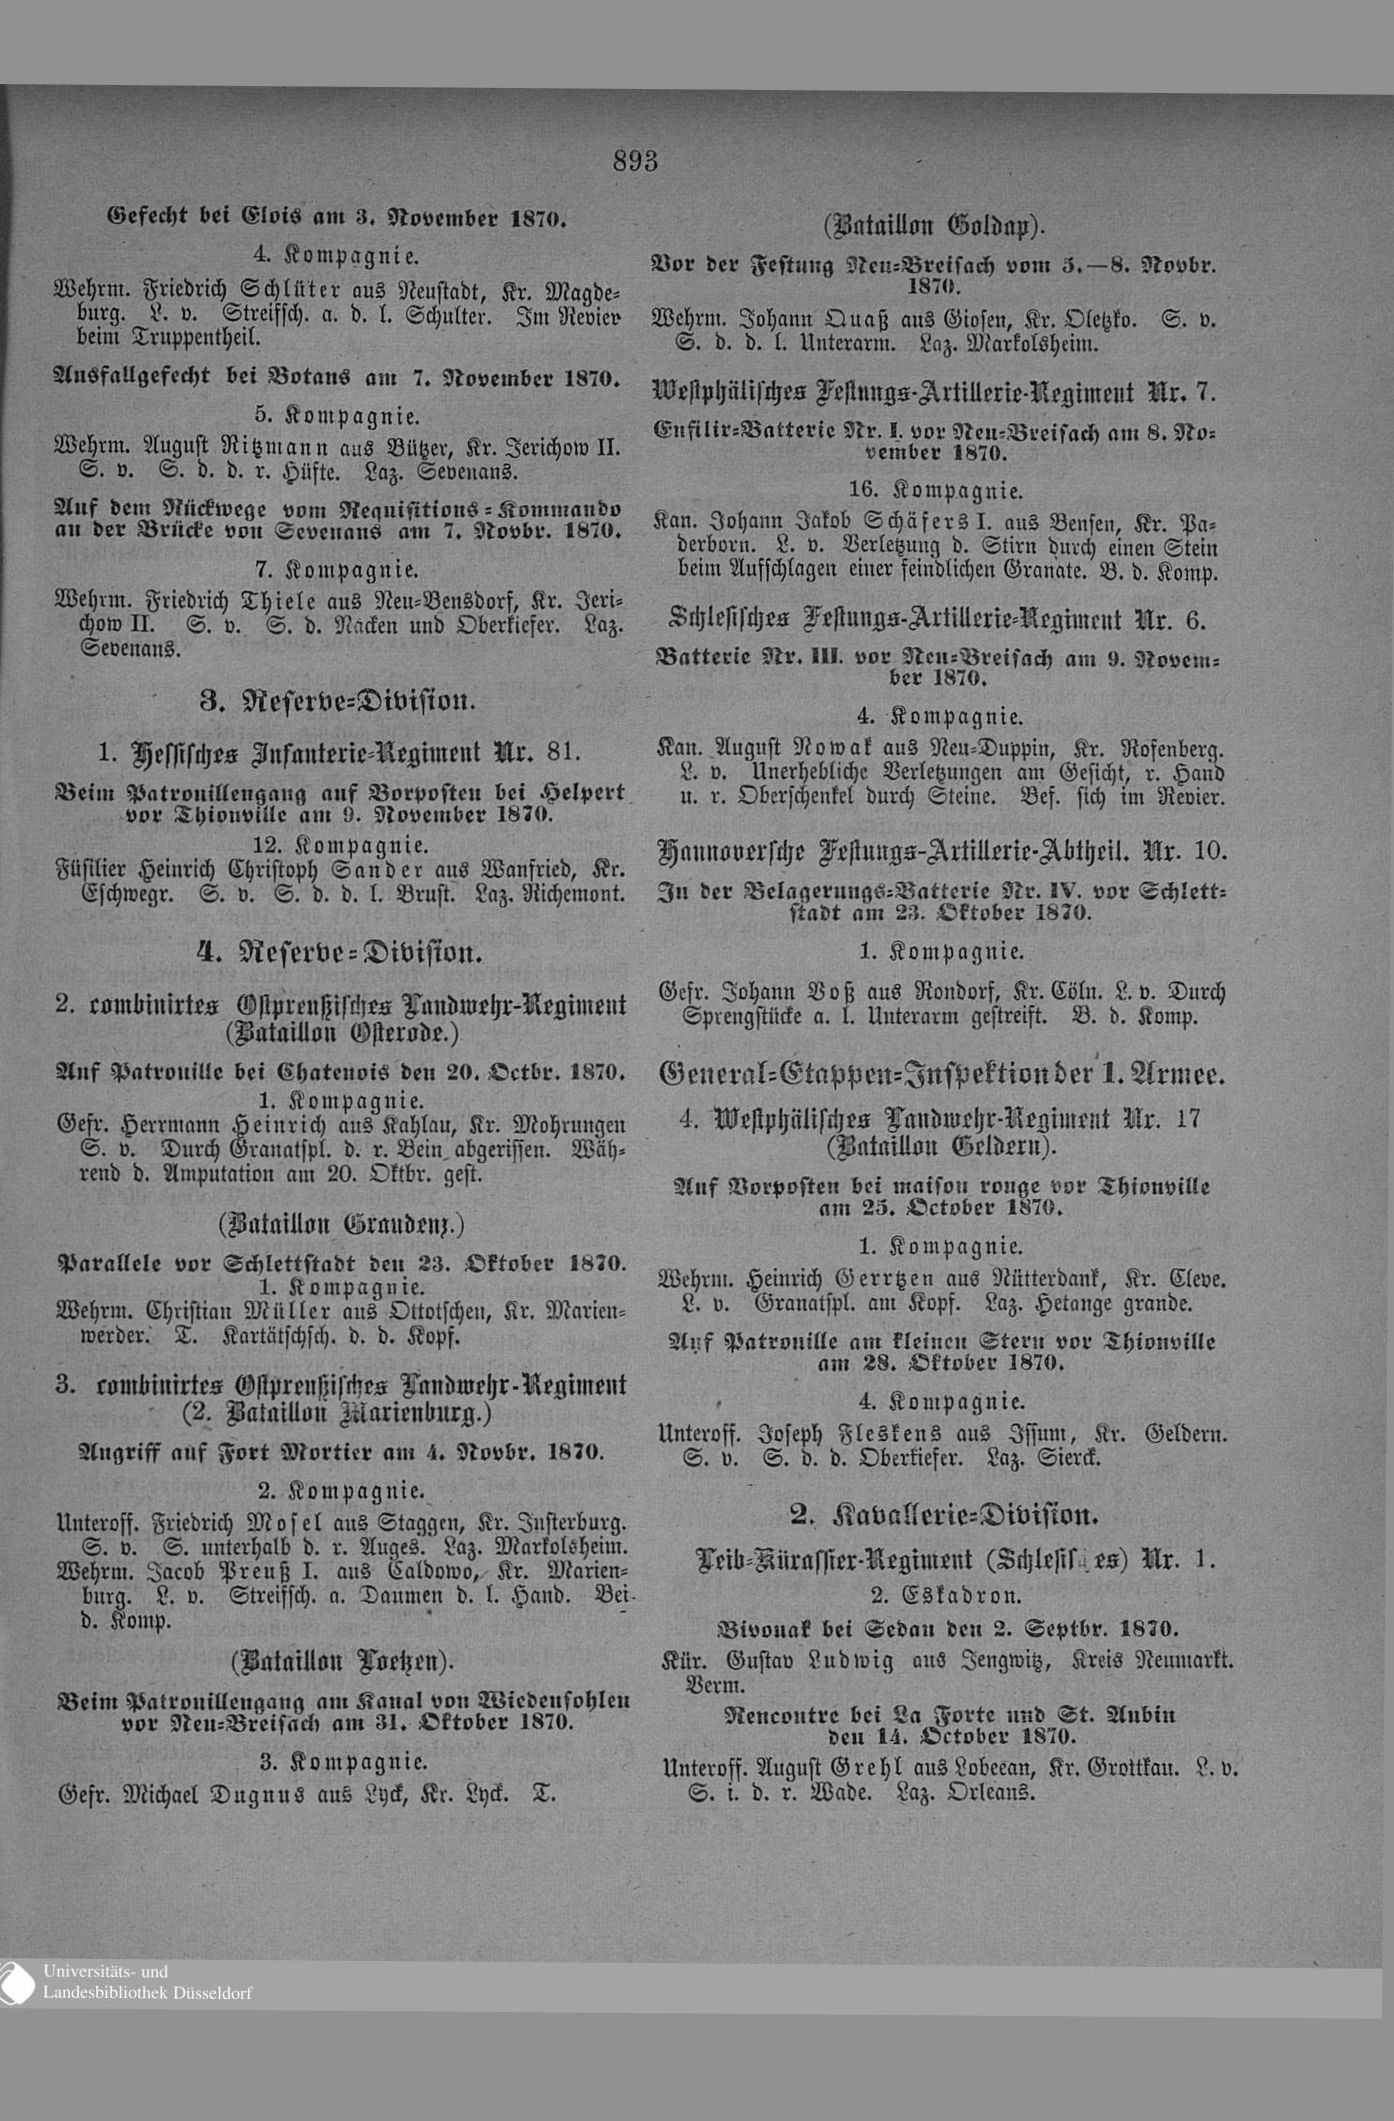 893
Gefecht bei Elois am 3. November 1870.
4. Kompagnie.
Wehrm. Friedrich Schlüter aus Neustadt, Kr. Magde-
burg. L. v. Streifsch. a. d. l. Schulter. Im Revier
beim Truppentheil.
Ausfallgefecht bei Botans am 7. November 1870.
5. Kompagnie.
Wehrm. August Ritzmann aus Bützer, Kr. Jerichow II.
S. v. S. d. d. r. Hüfte. Laz. Sevenans.
Auf dem Rückwege vom Requisitions-Kommando
an der Brücke von Sevenans am 7. Novbr. 1870.
7. Kompagnie.
Wehrm. Friedrich Thiele aus Neu-Bensdorf, Kr. Jeri-
chow II. S. v. S. d. Nacken und Oberkiefer. Laz.
Sevenans.
3. Reserve-Division.
1. Hessisches Infanterie-Regiment Nr. 81.
Beim Patrouillengang auf Vorposten bei Helpert
vor Thionville am 9. November 1870.
12. Kompagnie.
Füsilier Heinrich Christoph Sander aus Wanfried, Kr.
Eschwegr. S. v. S. d. d. l. Brust. Laz. Richemont.
4. Reserve-Division.
2. combinirtes Ostpreußisches Landwehr-Regiment
(Bataillon Osterode.)
Auf Patrouille bei Chatenois den 20. Octbr. 1870.
1. Kompagnie.
Gefr. Herrmann Heinrich aus Kahlau, Kr. Mohrungen
S. v. Durch Granatspl. d. r. Bein abgerissen. Wäh-
rend d. Amputation am 20. Oktbr. gest.
(Bataillon Graudenz.)
Parallele vor Schlettstadt den 23. Oktober 1870.
1. Kompagnie.
Wehrm. Christian Müller aus Ottotschen, Kr. Marien-
werder. T. Kartätschsch. d. d. Kopf.
3. combinirtes Ostpreußisches Landwehr-Regiment
(2. Bataillon Marienburg.)
Angriff auf Fort Mortier am 4. Novbr. 1870.
2. Kompagnie.
Unteroff. Friedrich Mosel aus Staggen, Kr. Insterburg.
S. v. S. unterhalb d. r. Auges. Laz. Markolsheim.
Wehrm. Jacob Preuß I. aus Caldowo, Kr. Marien-
burg. L. v. Streifsch. a. Daumen d. l. Hand. Bei
d. Komp.
(Bataillon Loetzen).
Beim Patrouillengang am Kanal von Wiedensohlen
vor Neu-Breisach am 31. Oktober 1870.
3. Kompagnie.
Gefr. Michael Dugnus aus Lyck, Kr. Lyck. T.
(Bataillon Goldap).
Vor der Festung Neu-Breisach vom 5.—8. Novbr.
1870.
Wehrm. Johann Quaß aus Giosen, Kr. Oletzko. S. v.
S. d. d. l. Unterarm. Laz. Markolsheim.
Westphälisches Festungs-Artillerie-Regiment Nr. 7.
Enfilir-Batterie Nr. I. vor Neu-Breisach am 8. No-
vember 1870.
16. Kompagnie.
Kan. Johann Jakob Schäfers I. aus Bensen, Kr. Pa-
derborn. L. v. Verletzung d. Stirn durch einen Stein
beim Aufschlagen einer feindlichen Granate. B. d. Komp.
Schlesisches Festungs-Artillerie-Regiment Nr. 6.
Batterie Nr. III. vor Neu-Breisach am 9. Novem-
ber 1870.
4. Kompagnie.
Kan. August Nowak aus Neu-Duppin, Kr. Rosenberg.
L. v. Unerhebliche Verletzungen am Gesicht, r. Hand
u. r. Oberschenkel durch Steine. Bef. sich im Revier.
Hannoversche Festungs-Artillerie-Abtheil. Nr. 10.
In der Belagerungs-Batterie Nr. IV. vor Schlett-
stadt am 23. Oktober 1870.
1. Kompagnie.
Gefr. Johann Voß aus Rondorf, Kr. Cöln. L. v. Durch
Sprengstücke a. l. Unterarm gestreift. B. d. Komp.
General-Etappen-Inspektion der 1. Armee.
4. Westphälisches Landwehr-Regiment Nr. 17
(Bataillon Geldern).
Auf Vorposten bei maison rouge vor Thionville
am 25. October 1870.
1. Kompagnie.
Wehrm. Heinrich Gerrtzen aus Nütterdank, Kr. Cleve.
L. v. Granatspl. am Kopf. Laz. Hetange grande.
Auf Patrouille am kleinen Stern vor Thionville
am 28. Oktober 1870.
4. Kompagnie.
Unteroff. Joseph Fleskens aus Issum, Kr. Geldern.
S. v. S. d. d. Oberkiefer. Laz. Sierck.
2. Kavallerie-Division.
Leib-Kürassier-Regiment (Schlesisches) Nr. 1.
2. Eskadron.
Bivouak bei Sedan den 2. Septbr. 1870.
Kür. Gustav Ludwig aus Jengwitz, Kreis Neumarkt.
Verm.
Rencontre bei La Forte und St. Aubin
den 14. October 1870.
Unteroff. August Grehl aus Lobeean, Kr. Grottkau. L. v.
S. i. d. r. Wade. Laz. Orleans.
Universitäts- und
Landesbibliothek Düsseldorf